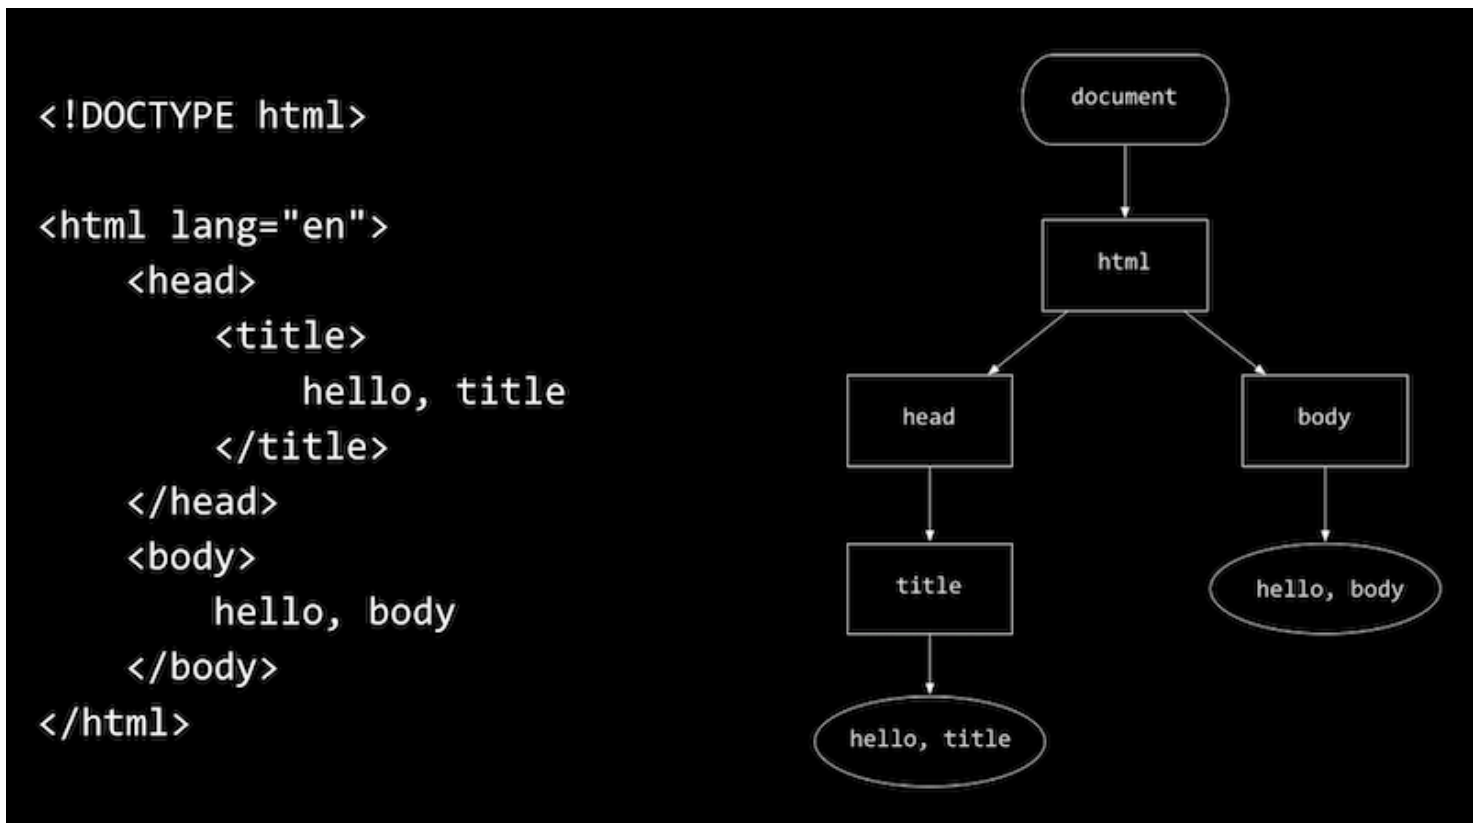 <!DOCTYPE html>
<html lang="en">
<head>
<title>
hello, title
</title>
</head>
<body>
hello, body
</body>
</html>
document
html
head
body
title
hello, body
hello, title